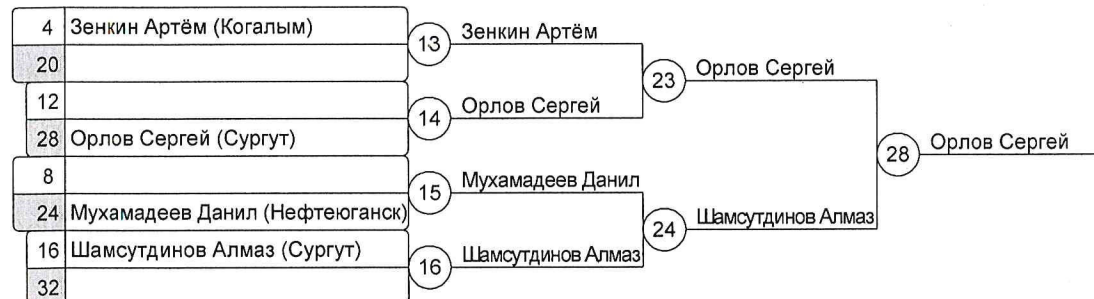 4 Зенкин Артём (Когалым)
13 Зенкин Артём
20
23 Орлов Сергей
12
14 Орлов Сергей
28 Орлов Сергей (Сургут)
28 Орлов Сергей
8
15 Мухамадеев Данил
24 Мухамадеев Данил (Нефтеюганск)
24 Шамсутдинов Алмаз
16 Шамсутдинов Алмаз (Сургут)
16 Шамсутдинов Алмаз
32